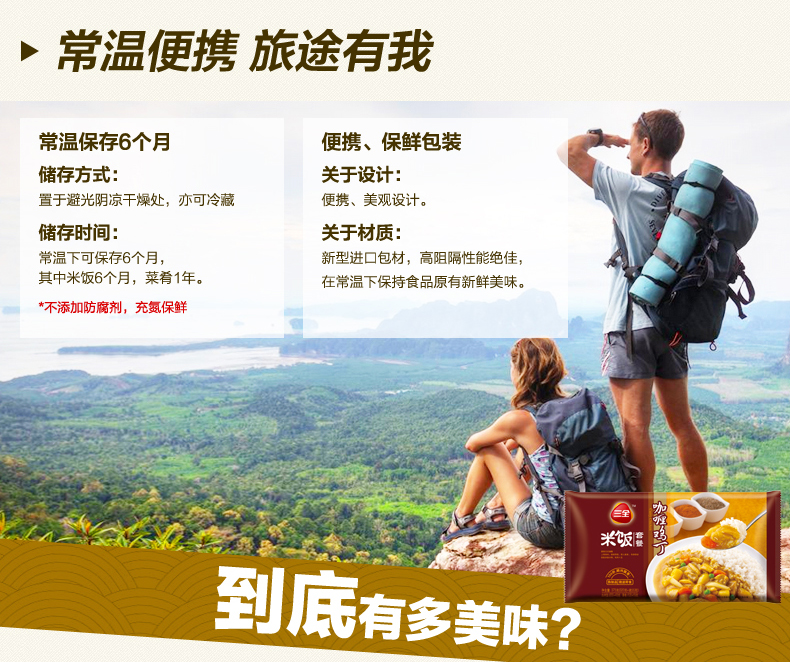 常温便携 旅途有我
常温保存6个月
储存方式：
置于避光阴凉干燥处，亦可冷藏
储存时间：
常温下可保存6个月，
其中米饭6个月，菜肴1年。
*不添加防腐剂，充氮保鲜
便携、保鲜包装
关于设计：
便携、美观设计。
关于材质：
新型进口包材，高阻隔性能绝佳，
在常温下保持食品原有新鲜美味。
三全
米饭套餐
咖喱鸡丁
到底有多美味？